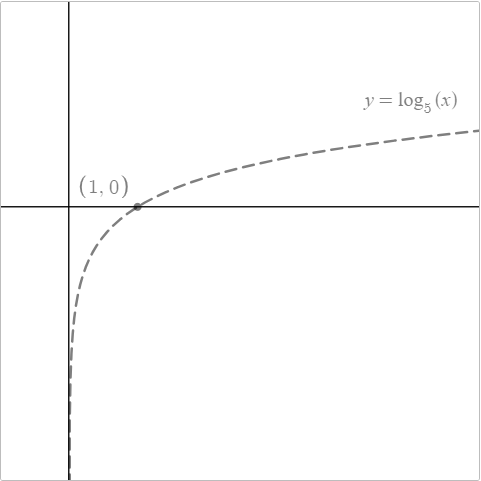 y = log₅(x)
(1, 0)